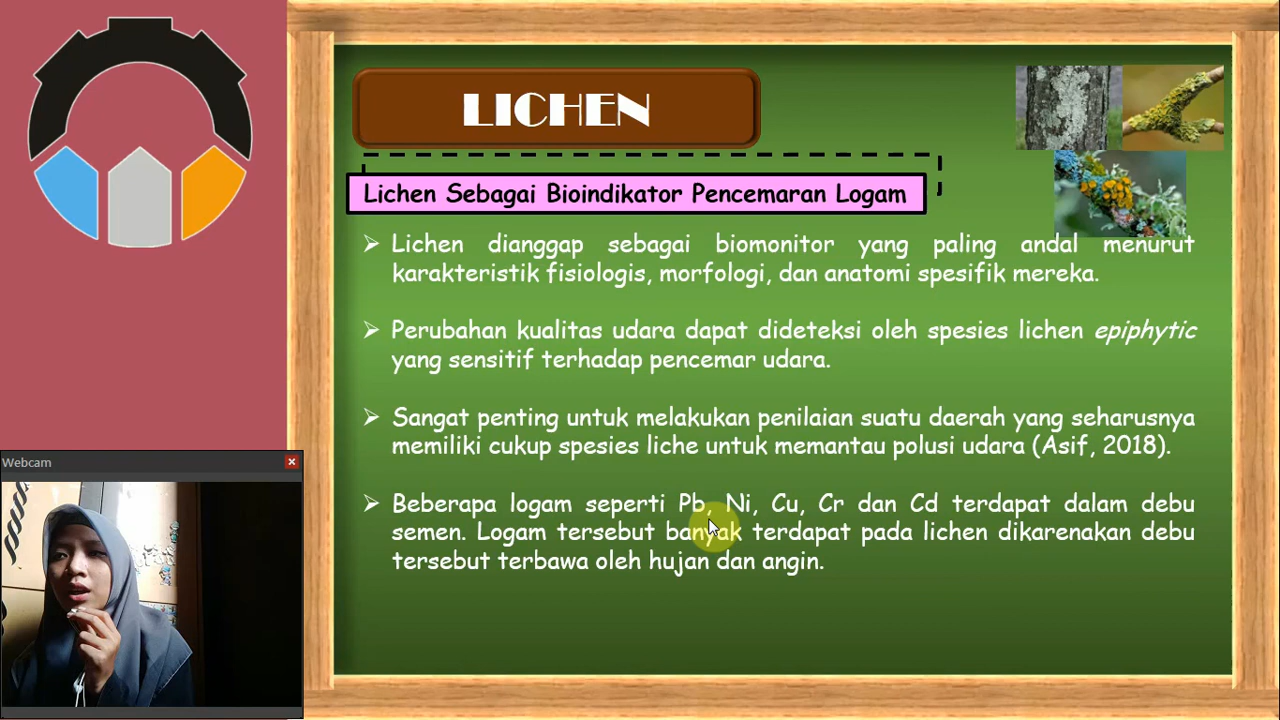 LICHEN
Lichen Sebagai Bioindikator Pencemaran Logam
Lichen dianggap sebagai biomonitor yang paling andal menurut
karakteristik fisiologis, morfologi, dan anatomi spesifik mereka.
Perubahan kualitas udara dapat dideteksi oleh spesies lichen epiphytic
yang sensitif terhadap pencemar udara.
Sangat penting untuk melakukan penilaian suatu daerah yang seharusnya
memiliki cukup spesies liche untuk memantau polusi udara (Asif, 2018).
Beberapa logam seperti Pb, Ni, Cu, Cr dan Cd terdapat dalam debu
semen. Logam tersebut banyak terdapat pada lichen dikarenakan debu
tersebut terbawa oleh hujan dan angin.
Webcam